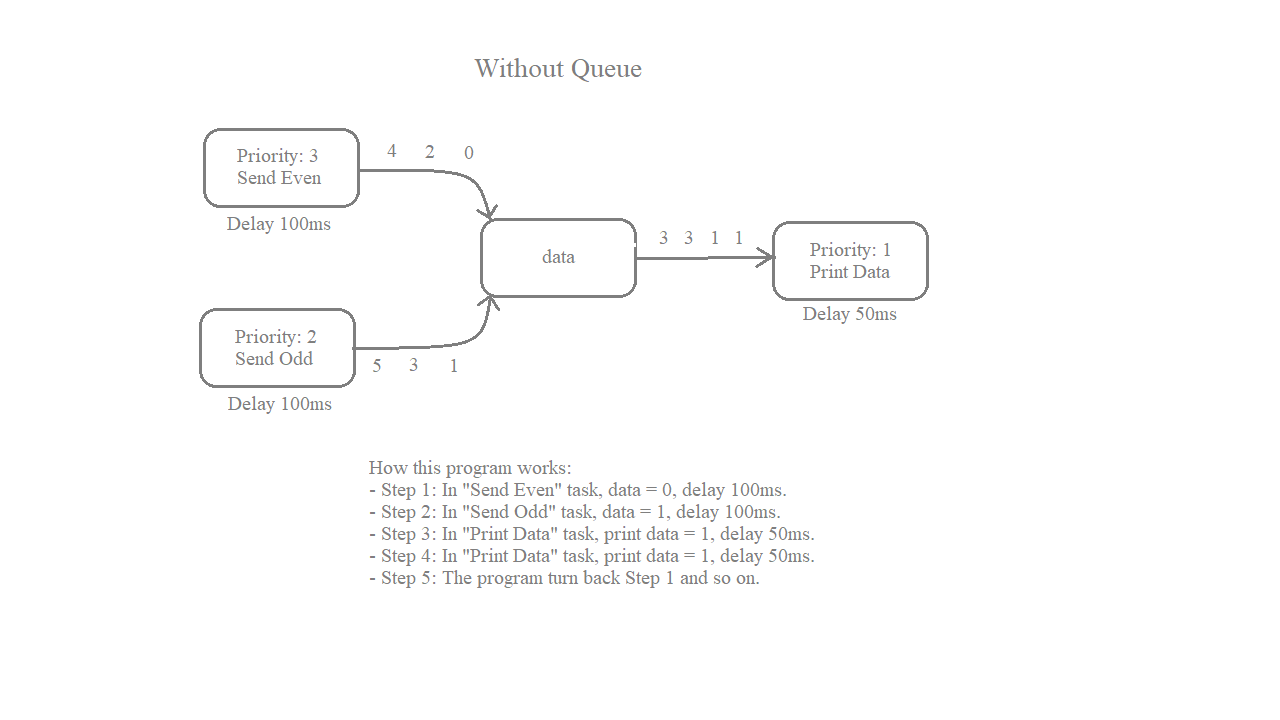 Without Queue
Priority: 3
Send Even
Delay 100ms
4 2 0
data
3 3 1 1
Priority: 1
Print Data
Delay 50ms
Priority: 2
Send Odd
Delay 100ms
5 3 1
How this program works:
- Step 1: In "Send Even" task, data = 0, delay 100ms.
- Step 2: In "Send Odd" task, data = 1, delay 100ms.
- Step 3: In "Print Data" task, print data = 1, delay 50ms.
- Step 4: In "Print Data" task, print data = 1, delay 50ms.
- Step 5: The program turn back Step 1 and so on.